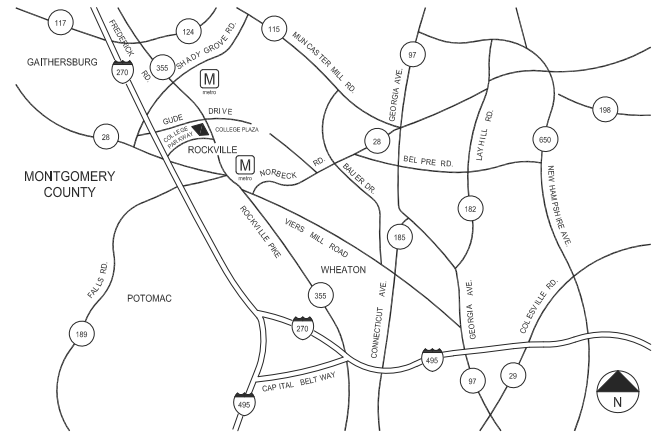 117
FREDERICK RD.
124
SHADY GROVE RD.
115
MUNCASTER MILL RD.
97
GAITHERSBURG
270
355
M
metro
GEORGIA AVE.
LAYHILL RD.
198
GUDE DRIVE
COLLEGE PARKWAY
COLLEGE PLAZA
28
ROCKVILLE
28
650
M
metro
NORBECK RD.
BAUER DR.
BEL PRE RD.
MONTGOMERY
COUNTY
NEW HAMPSHIRE AVE.
182
ROCKVILLE PIKE
VIERS MILL ROAD
185
FALLS RD.
WHEATON
POTOMAC
355
CONNECTICUT AVE.
GEORGIA AVE.
COLESVILLE RD.
189
270
495
CAPITAL BELTWAY
97
29
495
N